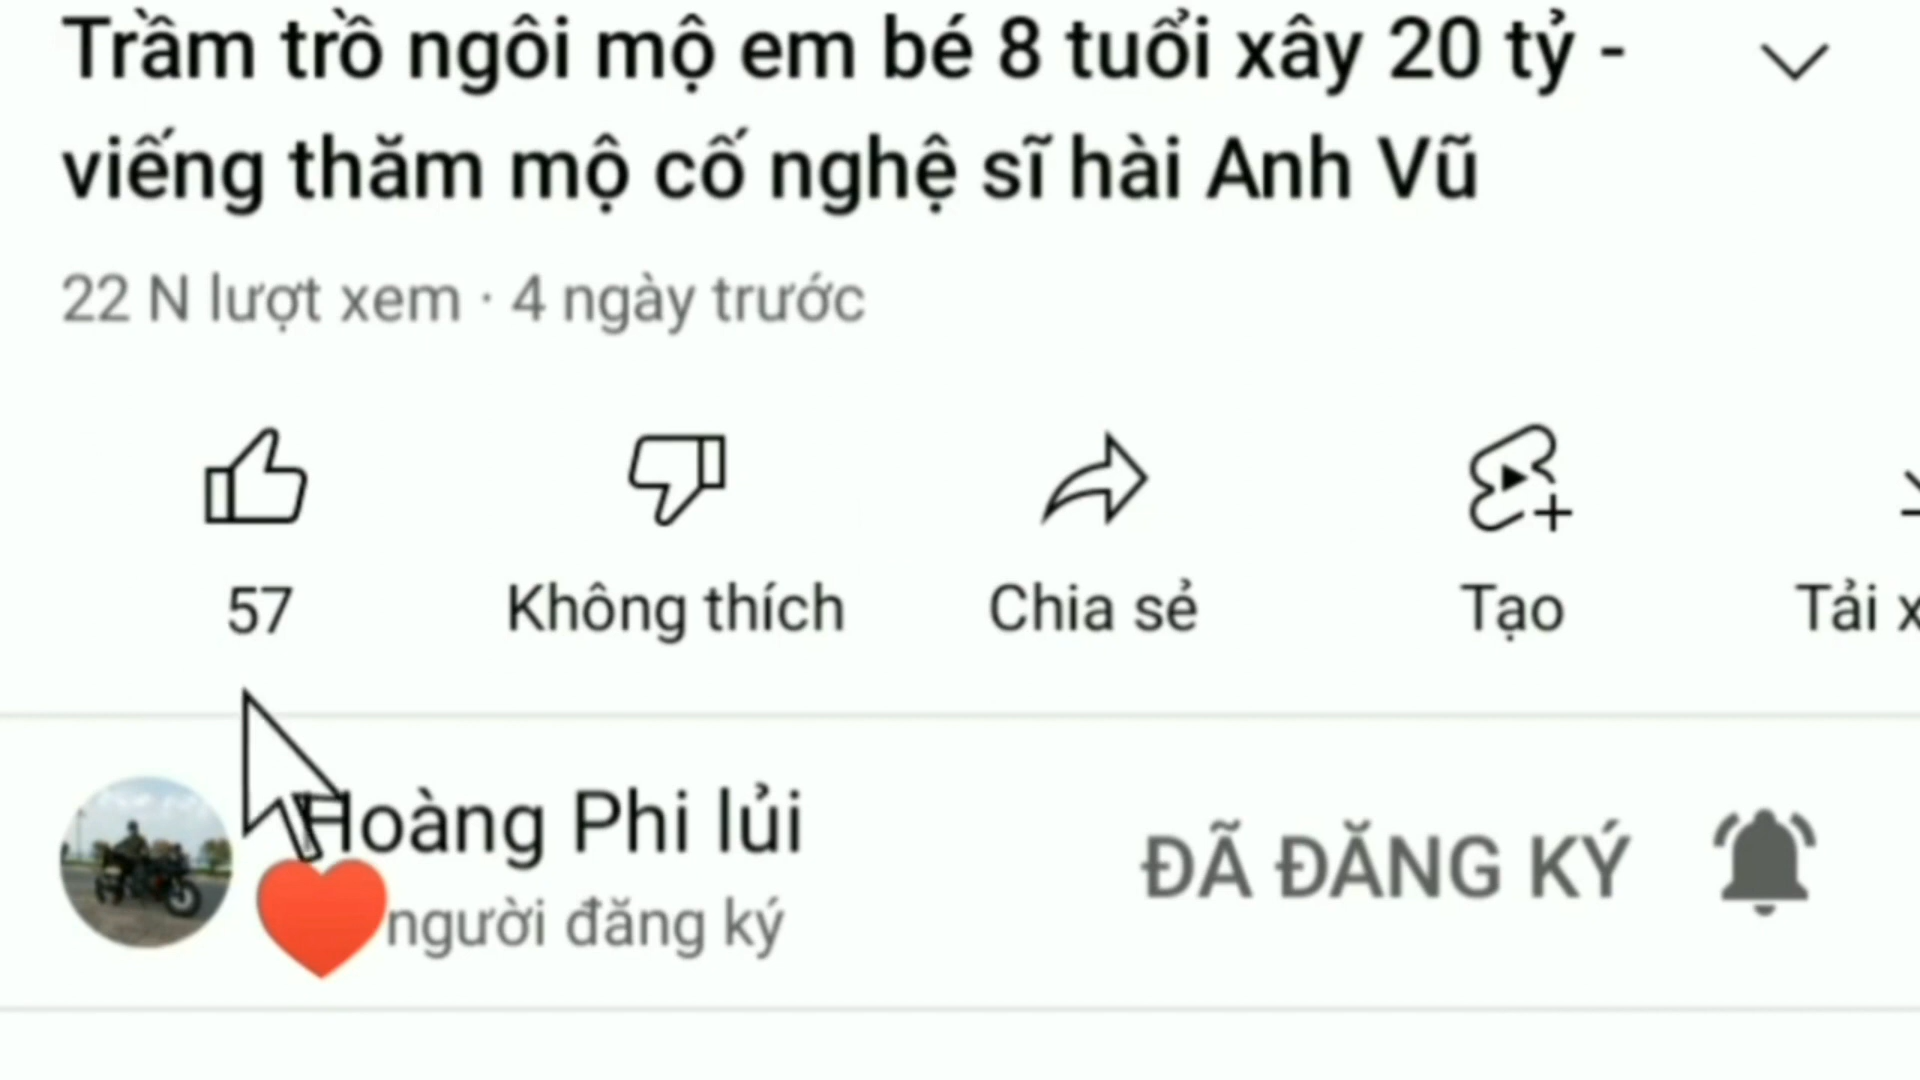 Trầm trồ ngôi mộ em bé 8 tuổi xây 20 tỷ -
viếng thăm mộ cố nghệ sĩ hài Anh Vũ
22 N lượt xem · 4 ngày trước
57
Không thích
Chia sẻ
Tạo
Tải
Hoàng Phi lủi
người đăng ký
ĐÃ ĐĂNG KÝ